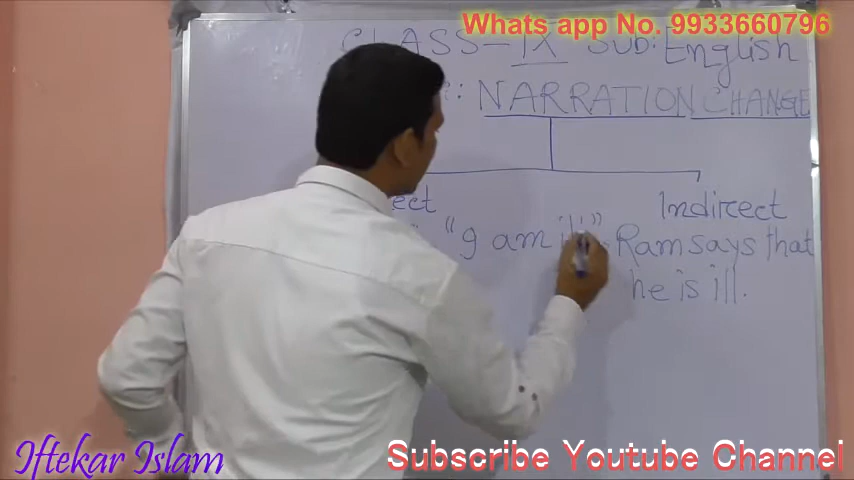 Whats app No. 9933660796
CLASS-IX SUB: English
NARRATION CHANGE
Indirect
"I am ill" Ram says that
he is ill.
Iftekar Islam
Subscribe Youtube Channel